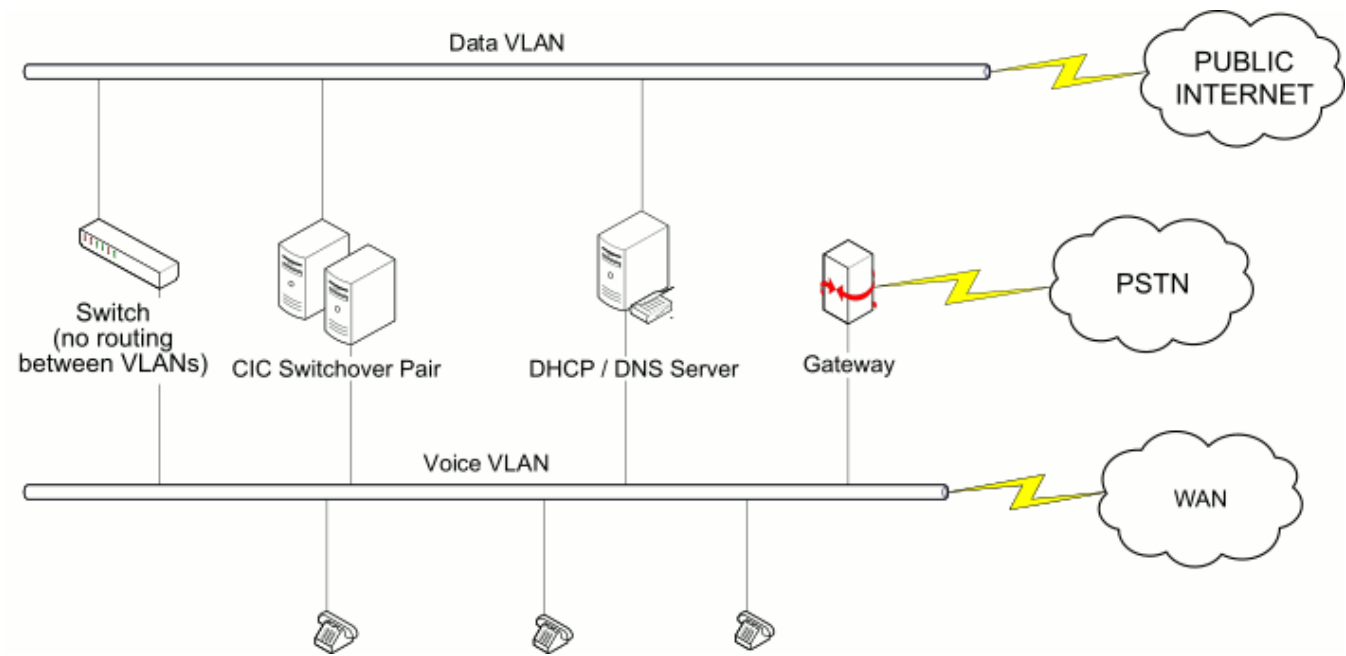 Data VLAN
PUBLIC
INTERNET
PSTN
Switch
(no routing
between VLANs)
CIC Switchover Pair
DHCP / DNS Server
Gateway
Voice VLAN
WAN